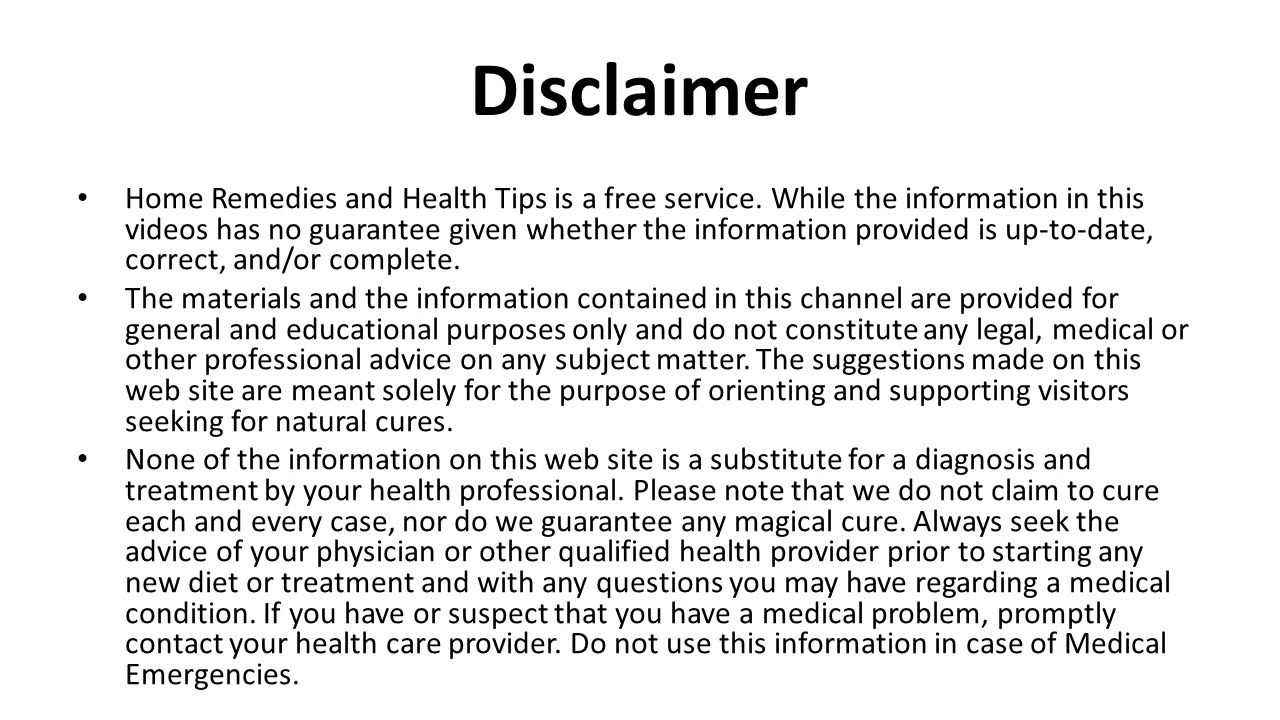 Disclaimer
• Home Remedies and Health Tips is a free service. While the information in this
videos has no guarantee given whether the information provided is up-to-date,
correct, and/or complete.
• The materials and the information contained in this channel are provided for
general and educational purposes only and do not constitute any legal, medical or
other professional advice on any subject matter. The suggestions made on this
web site are meant solely for the purpose of orienting and supporting visitors
seeking for natural cures.
• None of the information on this web site is a substitute for a diagnosis and
treatment by your health professional. Please note that we do not claim to cure
each and every case, nor do we guarantee any magical cure. Always seek the
advice of your physician or other qualified health provider prior to starting any
new diet or treatment and with any questions you may have regarding a medical
condition. If you have or suspect that you have a medical problem, promptly
contact your health care provider. Do not use this information in case of Medical
Emergencies.